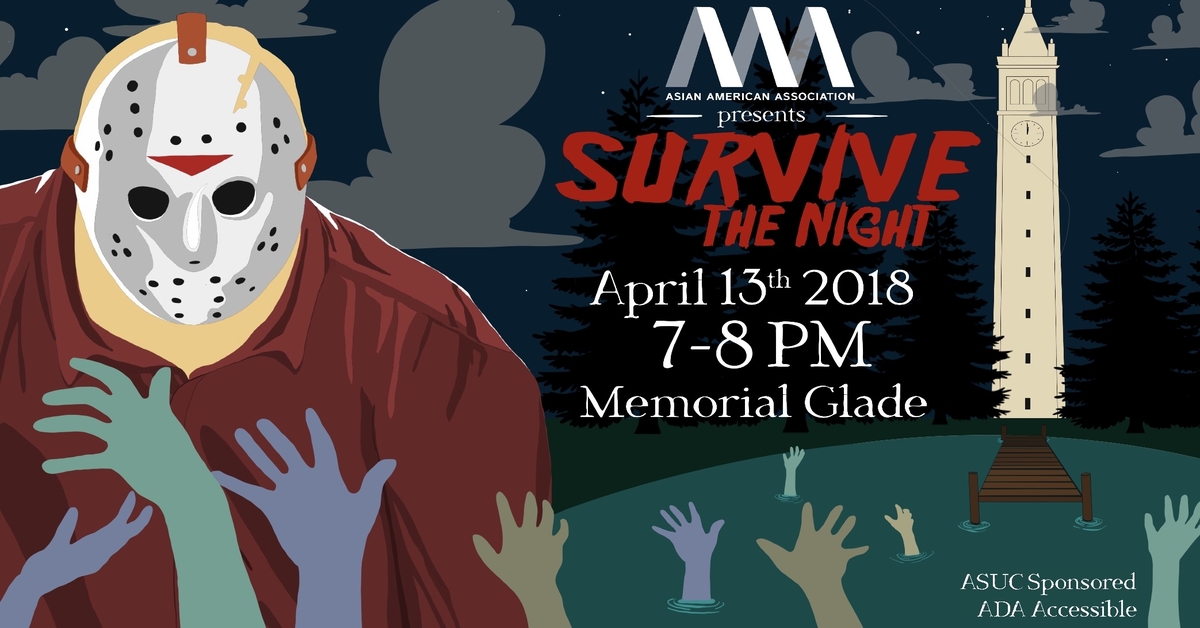 AAA
ASIAN AMERICAN ASSOCIATION
presents
SURVIVE
THE NIGHT
April 13th 2018
7-8 PM
Memorial Glade
ASUC Sponsored
ADA Accessible